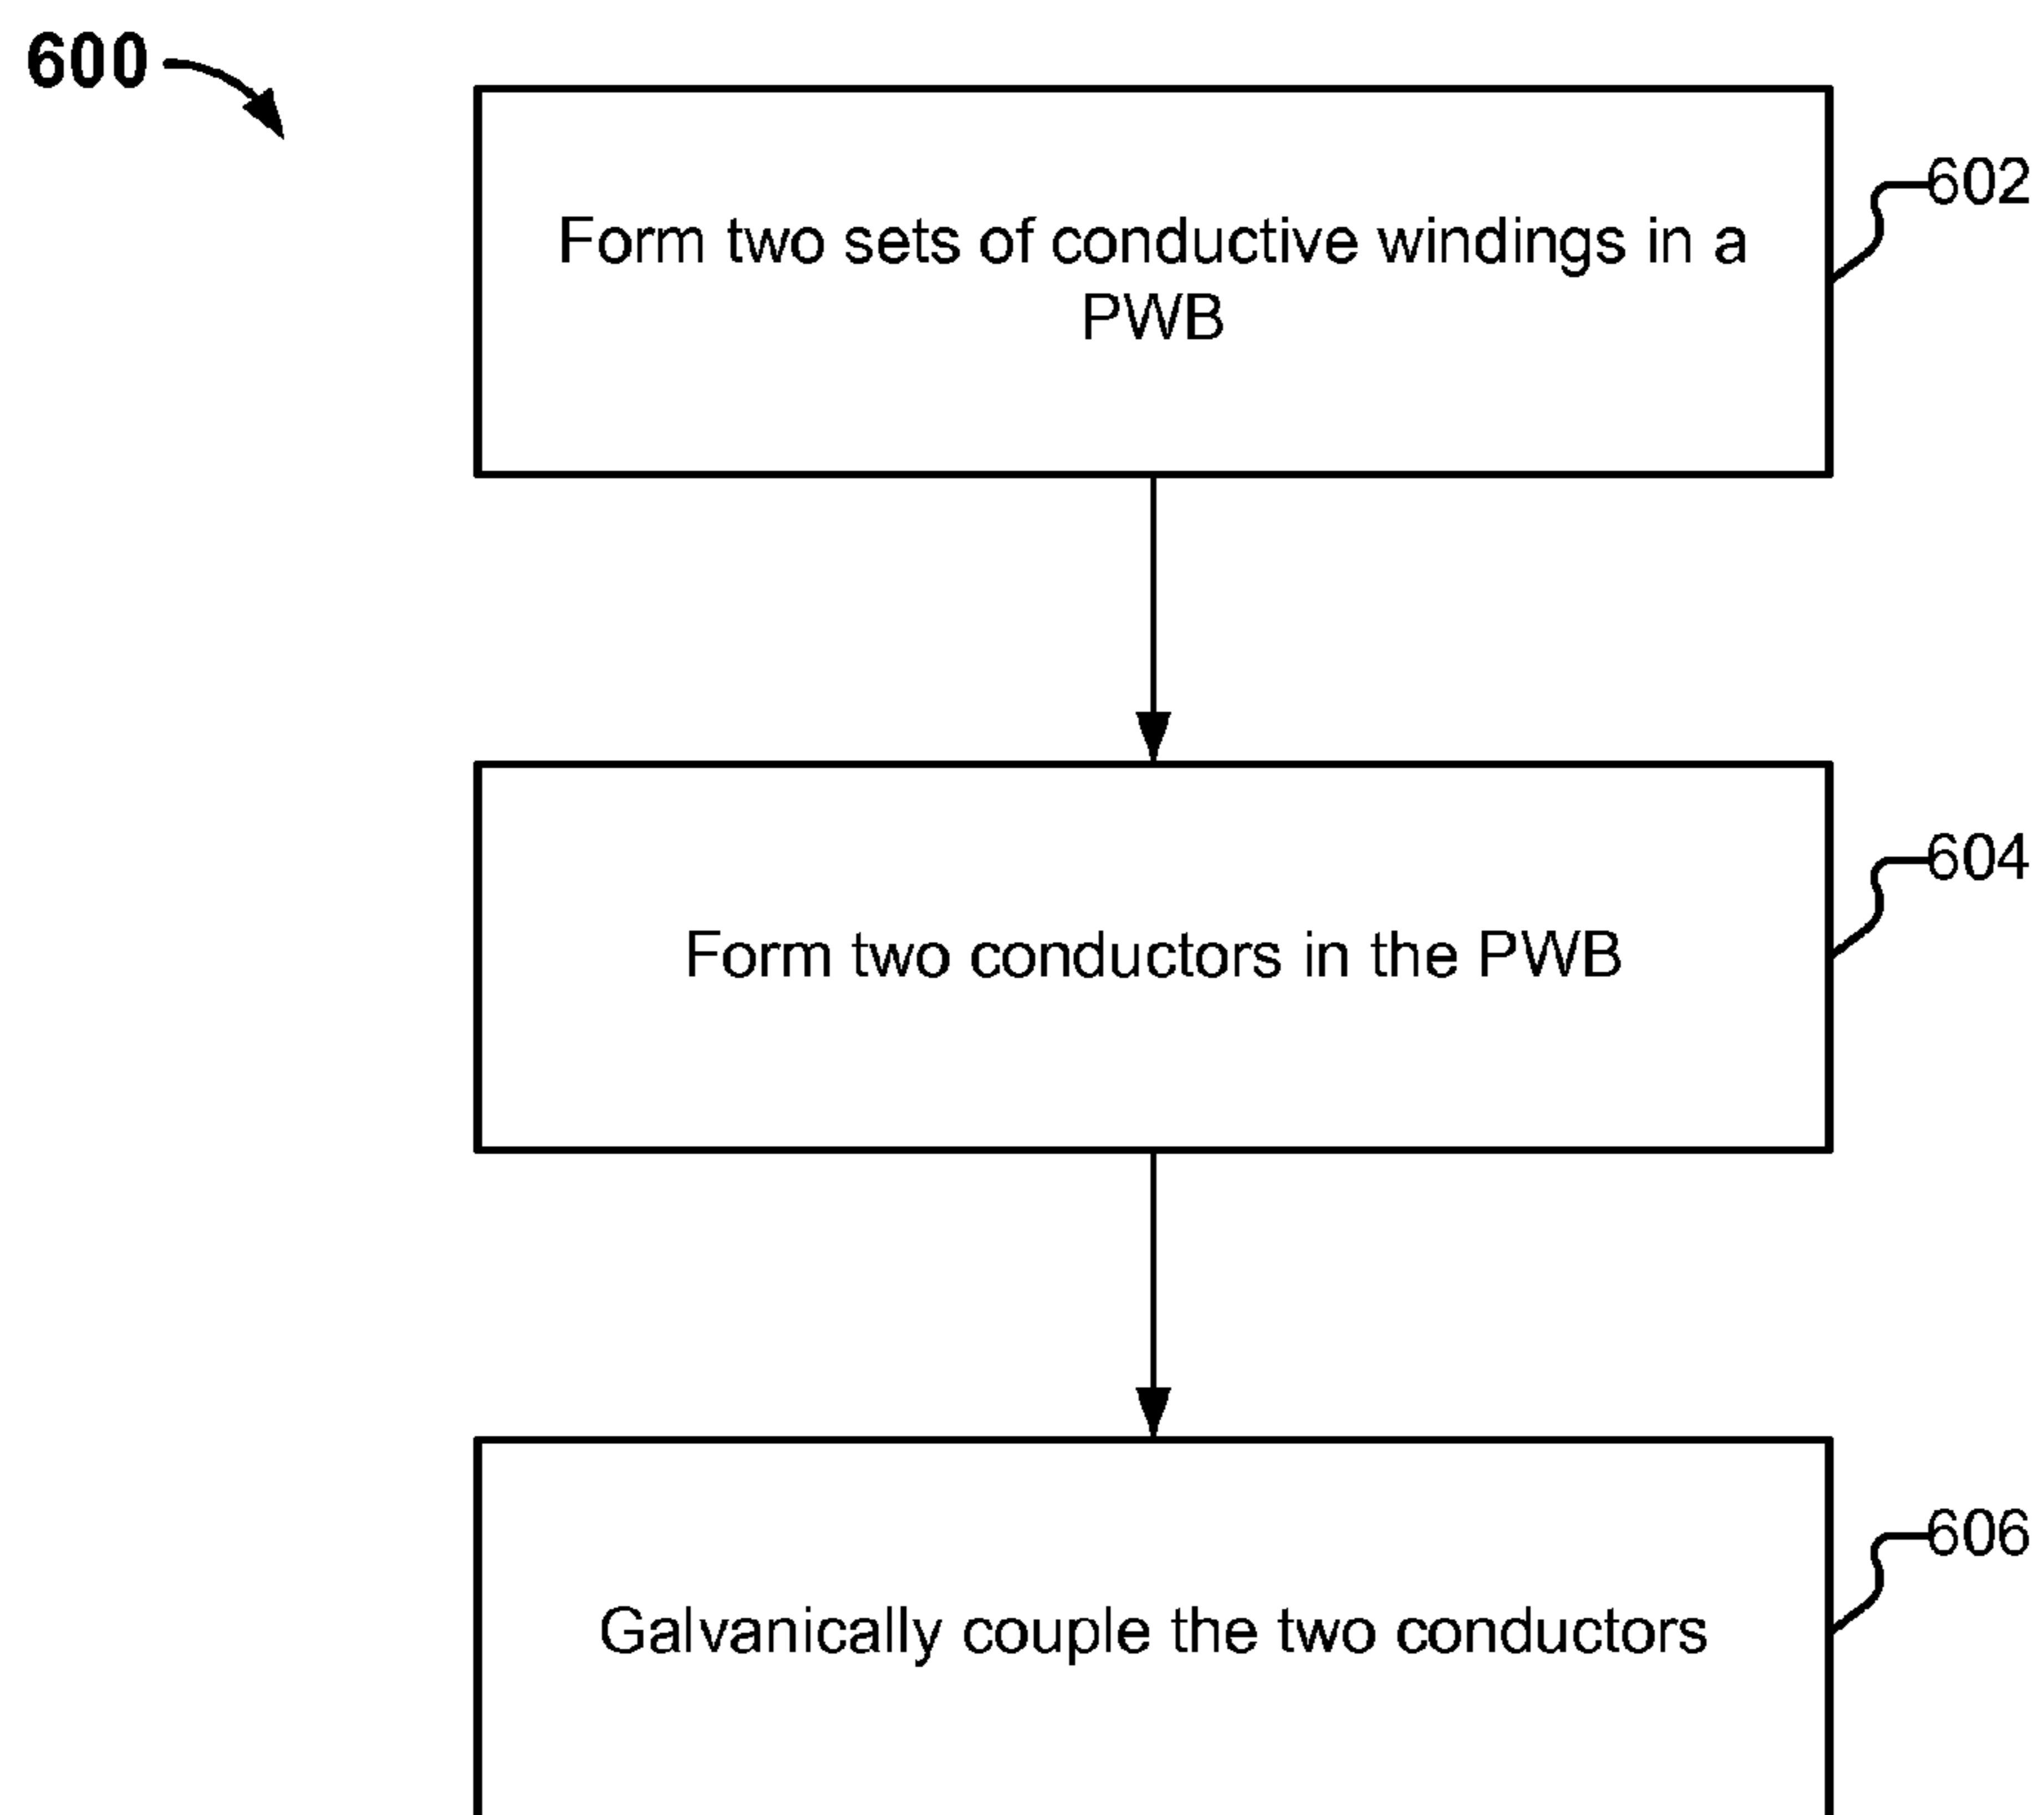 600
602
Form two sets of conductive windings in a
PWB
604
Form two conductors in the PWB
606
Galvanically couple the two conductors